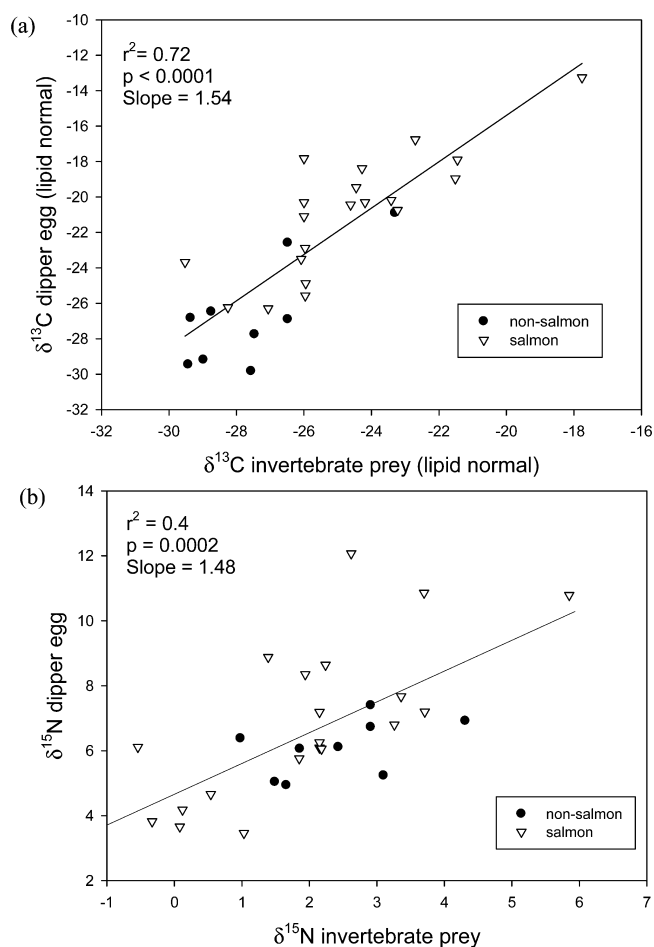 (a)
r²= 0.72
p < 0.0001
Slope = 1.54
-10
-12
-14
-16
-18
-20
-22
-24
-26
-28
-30
-32
δ¹³C dipper egg (lipid normal)
non-salmon
salmon
-32 -30 -28 -26 -24 -22 -20 -18 -16
δ¹³C invertebrate prey (lipid normal)
(b)
r² = 0.4
p = 0.0002
Slope = 1.48
14
12
10
8
6
4
2
δ¹⁵N dipper egg
non-salmon
salmon
-1 0 1 2 3 4 5 6 7
δ¹⁵N invertebrate prey